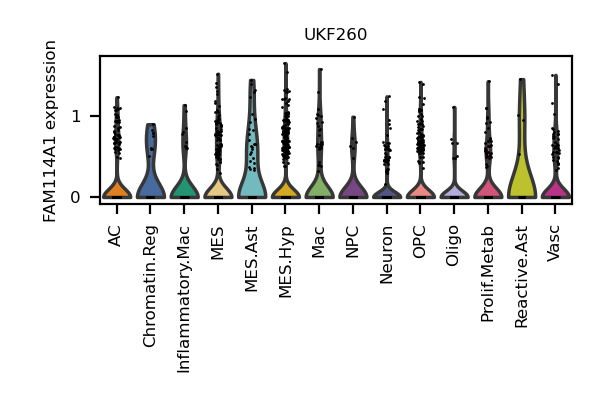 UKF260
FAM114A1 expression
1
0
AC
Chromatin.Reg
Inflammatory.Mac
MES
MES.Ast
MES.Hyp
Mac
NPC
Neuron
OPC
Oligo
Prolif.Metab
Reactive.Ast
Vasc